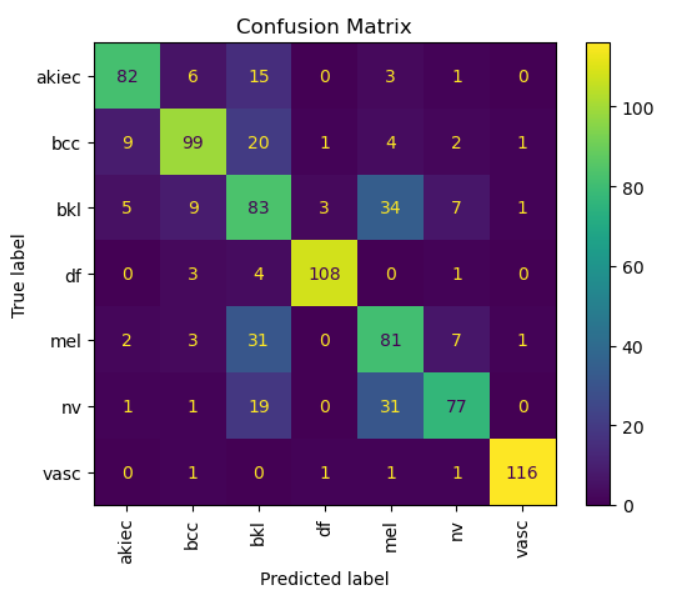 Confusion Matrix
akiec 82 6 15 0 3 1 0
bcc 9 99 20 1 4 2 1
bkl 5 9 83 3 34 7 1
df 0 3 4 108 0 1 0
mel 2 3 31 0 81 7 1
nv 1 1 19 0 31 77 0
vasc 0 1 0 1 1 1 116
akiec bcc bkl df mel nv vasc
Predicted label
True label
100
80
60
40
20
0